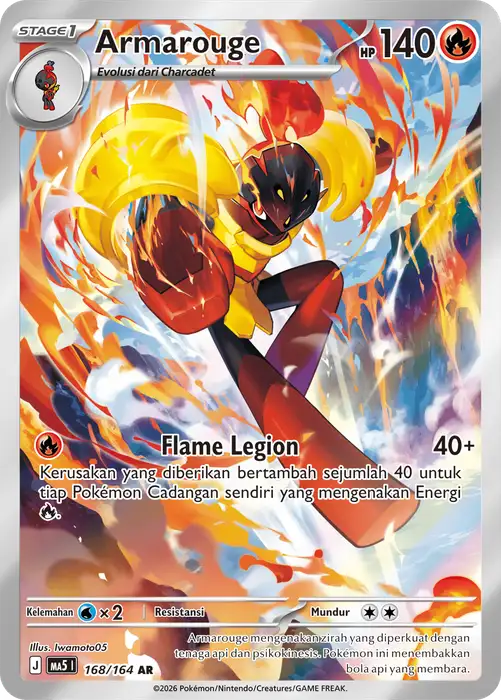 STAGE1
Armarouge
HP 140
Evolusi dari Charcadet
Flame Legion 40+
Kerusakan yang diberikan bertambah sejumlah 40 untuk
tiap Pokémon Cadangan sendiri yang mengenakan Energi
.
Kelemahan ×2 Resistansi Mundur
Illus. Iwamoto05
J MA5 I 168/164 AR
Armarouge mengenakan zirah yang diperkuat dengan
tenaga api dan psikokinesis. Pokémon ini menembakkan
bola api yang membara.
©2026 Pokémon/Nintendo/Creatures/GAME FREAK.